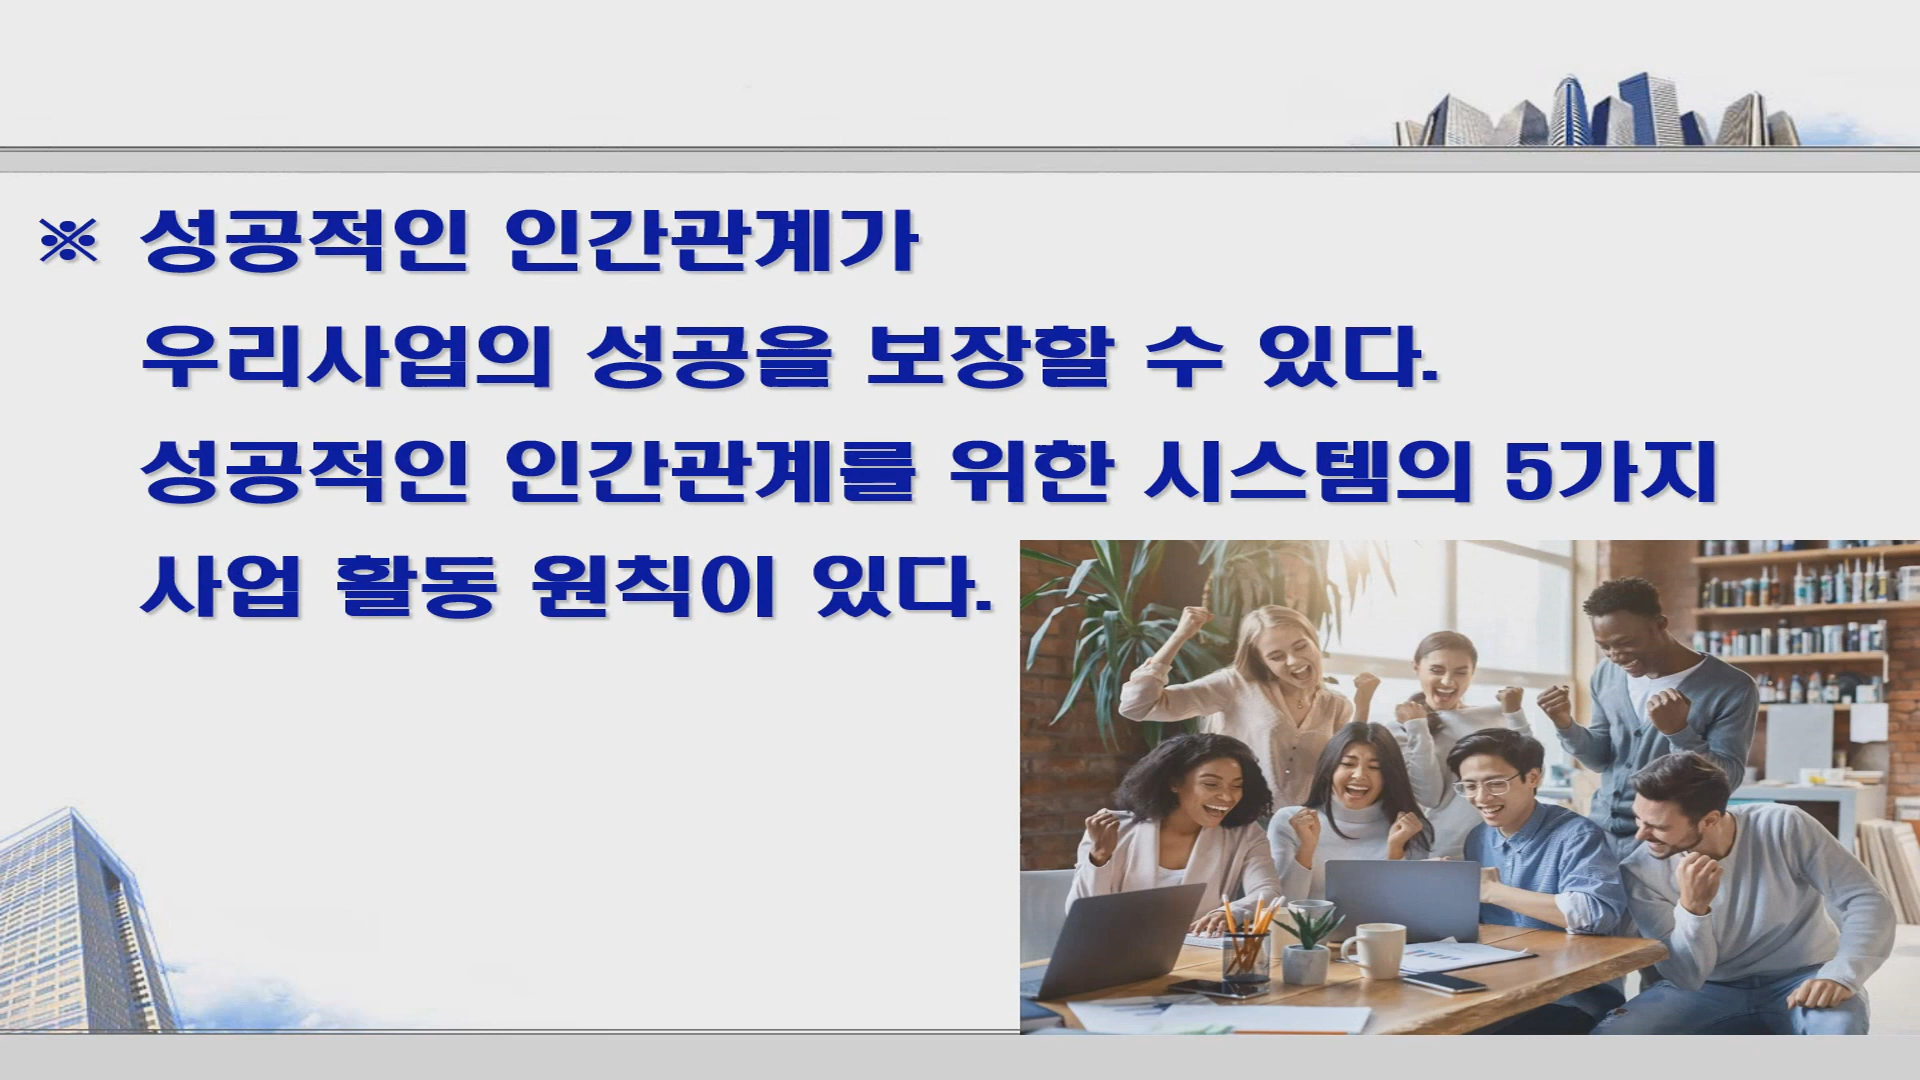 ※ 성공적인 인간관계가
우리사업의 성공을 보장할 수 있다.
성공적인 인간관계를 위한 시스템의 5가지
사업 활동 원칙이 있다.